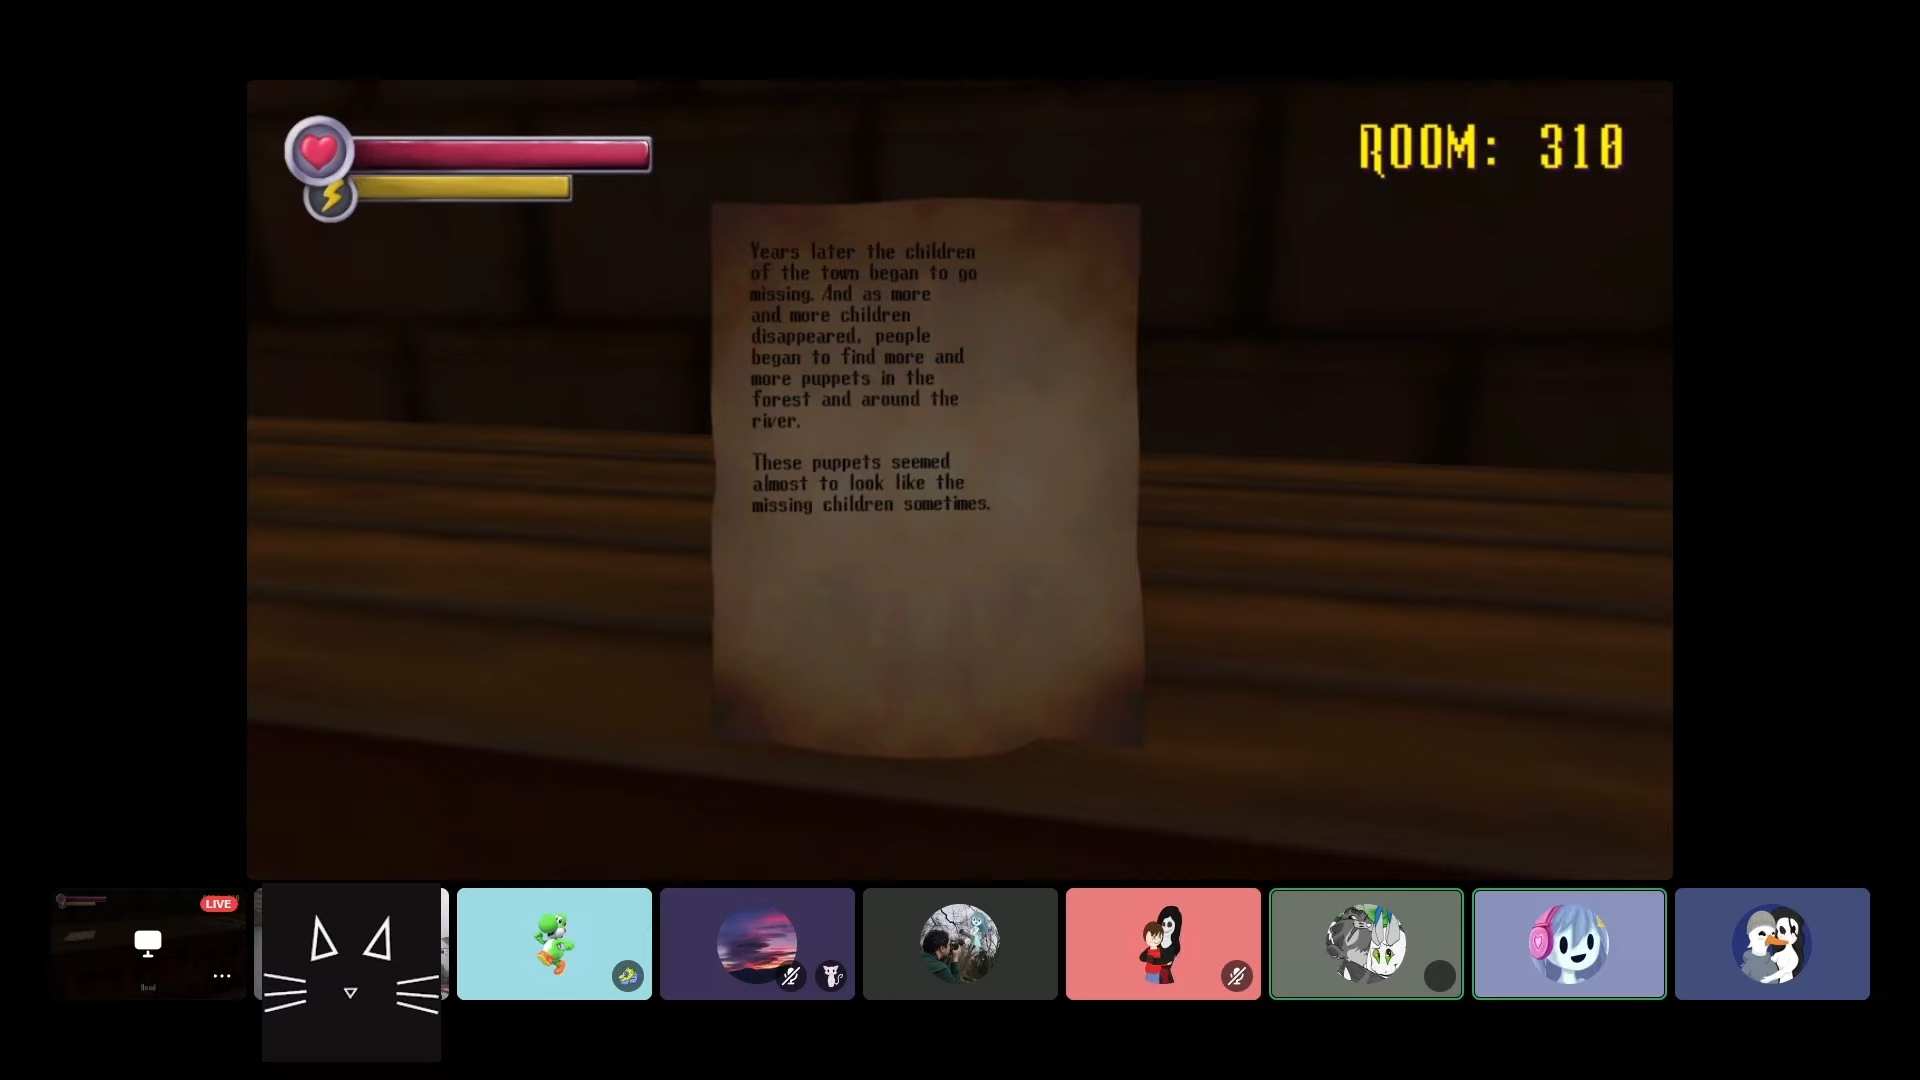 ROOM: 310
Years later the children
of the town began to go
missing. And as more
and more children
disappeared, people
began to find more and
more puppets in the
forest and around the
river.
These puppets seemed
almost to look like the
missing children sometimes.
LIVE
Read